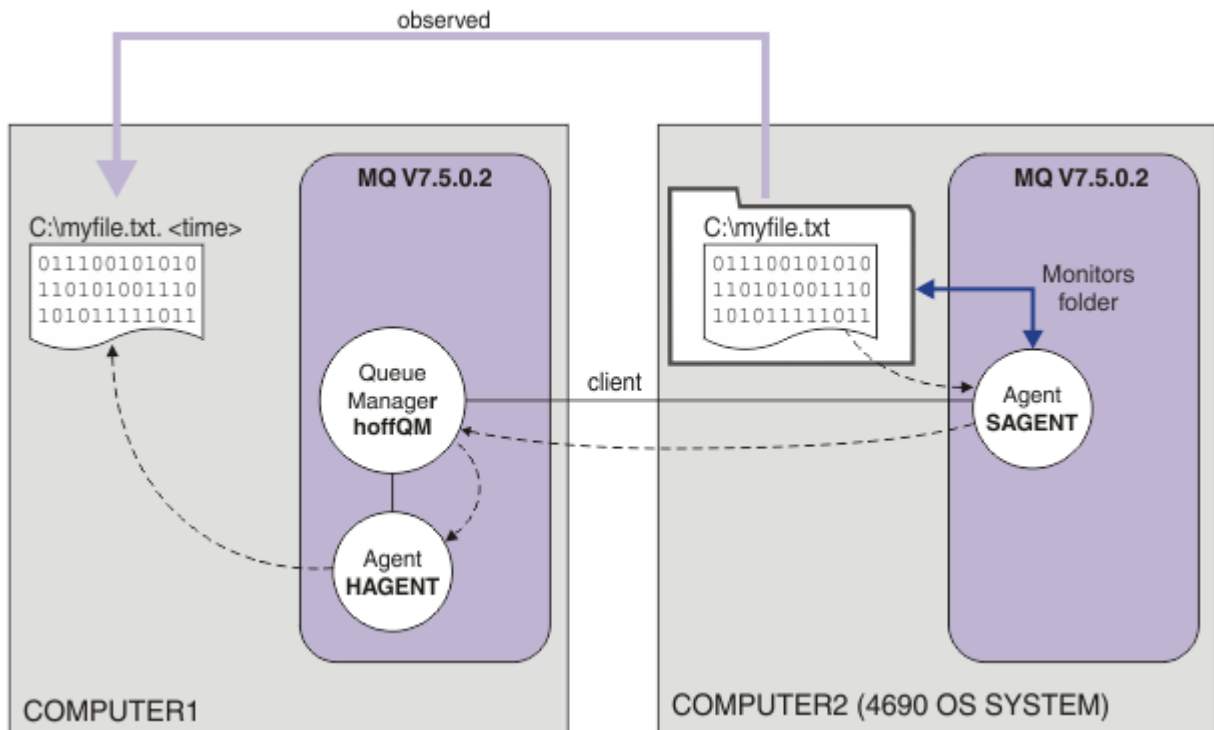 observed
MQ V7.5.0.2
C:\myfile.txt. <time>
011100101010
110101001110
101011111011
Queue
Manager
hoffQM
Agent
HAGENT
COMPUTER1
client
MQ V7.5.0.2
C:\myfile.txt
011100101010
110101001110
101011111011
Monitors
folder
Agent
SAGENT
COMPUTER2 (4690 OS SYSTEM)